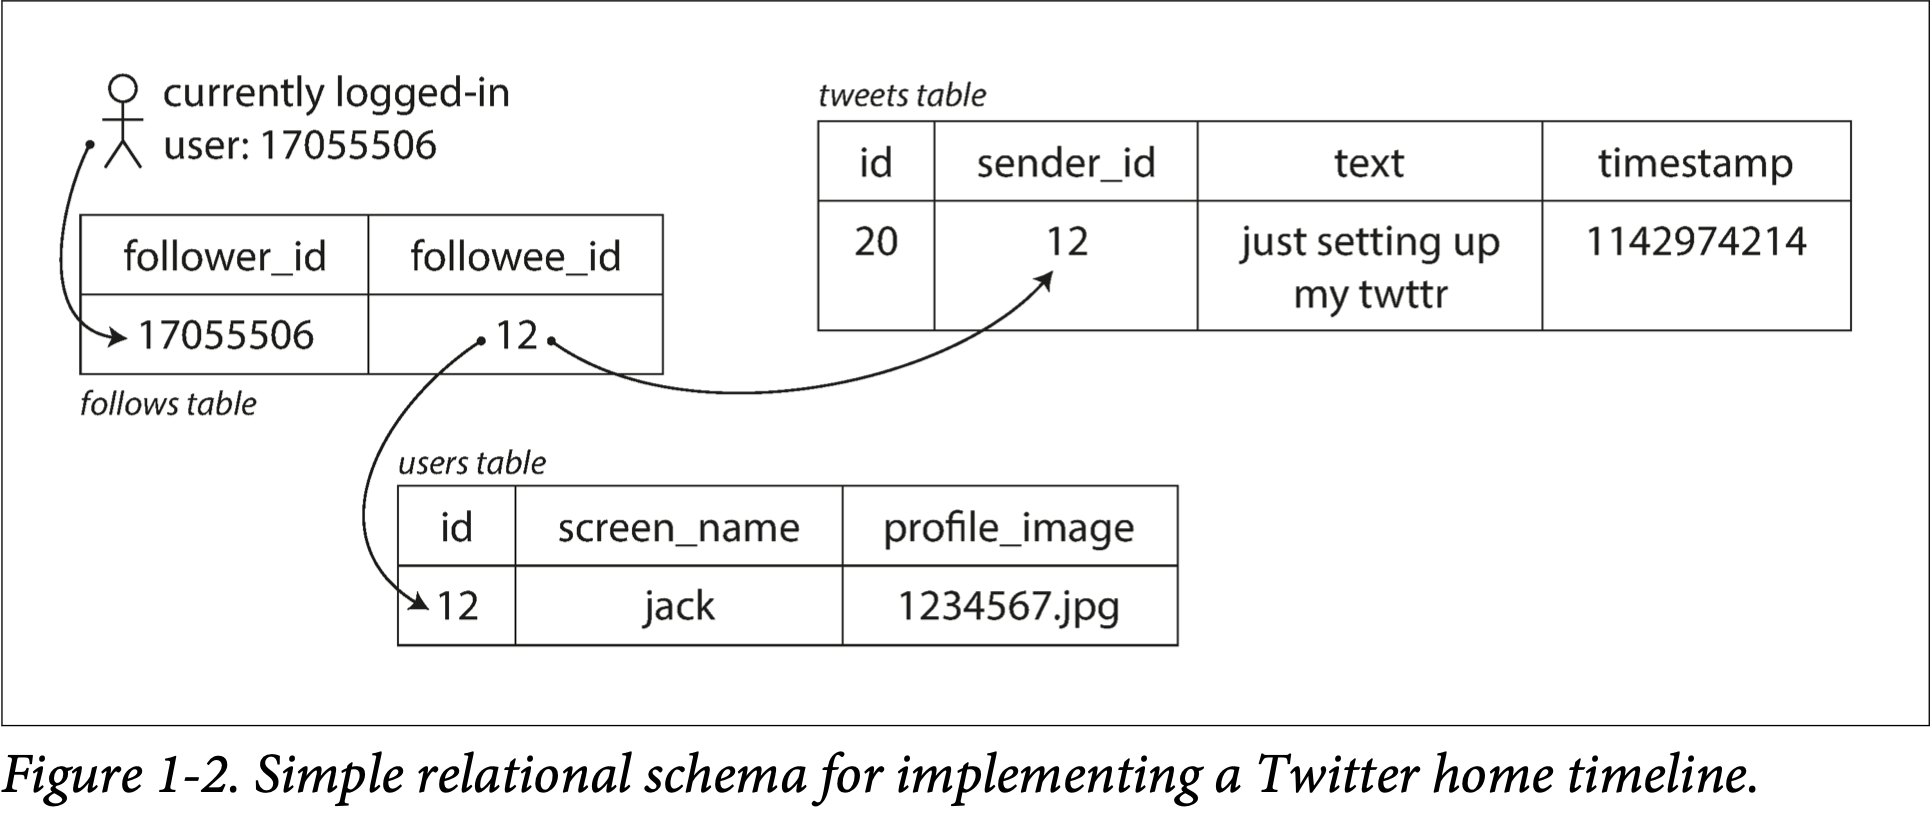 currently logged-in
user: 17055506
follower_id followee_id
17055506 12
follows table
tweets table
id sender_id text timestamp
20 12 just setting up 1142974214
my twttr
users table
id screen_name profile_image
12 jack 1234567.jpg
Figure 1-2. Simple relational schema for implementing a Twitter home timeline.